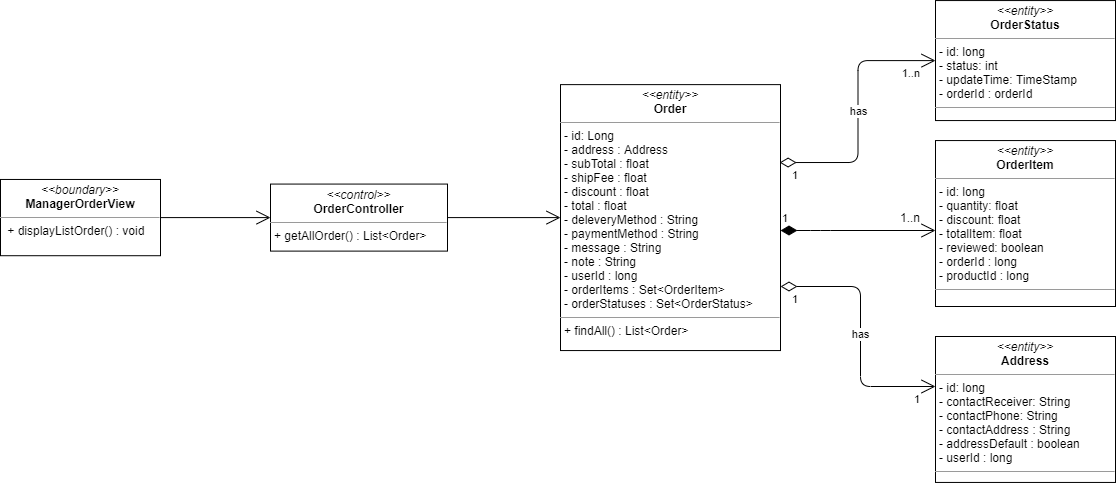 <<boundary>>
ManagerOrderView
+ displayListOrder() : void
<<control>>
OrderController
+ getAllOrder() : List<Order>
<<entity>>
Order
- id: Long
- address : Address
- subTotal : float
- shipFee : float
- discount : float
- total : float
- deleveryMethod : String
- paymentMethod : String
- message : String
- note : String
- userId : long
- orderItems : Set<OrderItem>
- orderStatuses : Set<OrderStatus>
+ findAll() : List<Order>
1
has
1..n
1
1..n
1
has
1
<<entity>>
OrderStatus
- id: long
- status: int
- updateTime: TimeStamp
- orderId : orderId
<<entity>>
OrderItem
- id: long
- quantity: float
- discount: float
- totalItem: float
- reviewed: boolean
- orderId : long
- productId : long
<<entity>>
Address
- id: long
- contactReceiver: String
- contactPhone: String
- contactAddress : String
- addressDefault : boolean
- userId : long